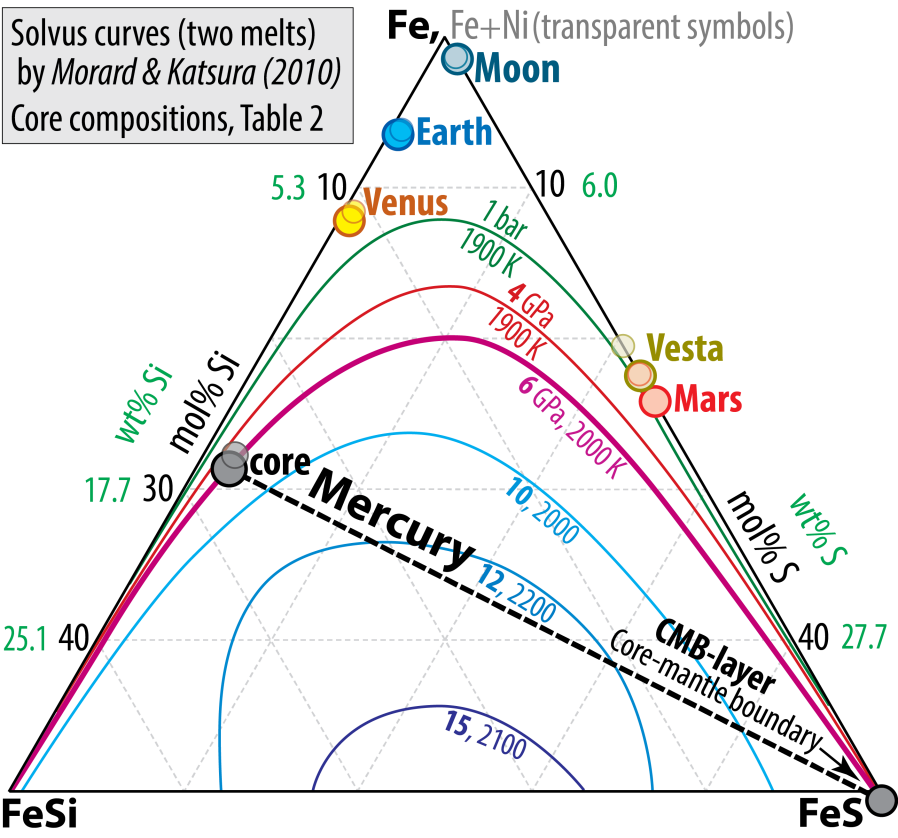 Solvus curves (two melts)
by Morard & Katsura (2010)
Core compositions, Table 2
Fe, Fe+Ni (transparent symbols)
Moon
Earth
5.3 10
10 6.0
Venus
1 bar
1900 K
4 GPa
1900 K
Vesta
Mars
6 GPa, 2000 K
wt% Si
mol% Si
core
Mercury
17.7 30
10, 2000
mol% S
wt% S
12, 2200
25.1 40
40 27.7
CMB-layer
Core-mantle boundary
15, 2100
FeSi
FeS